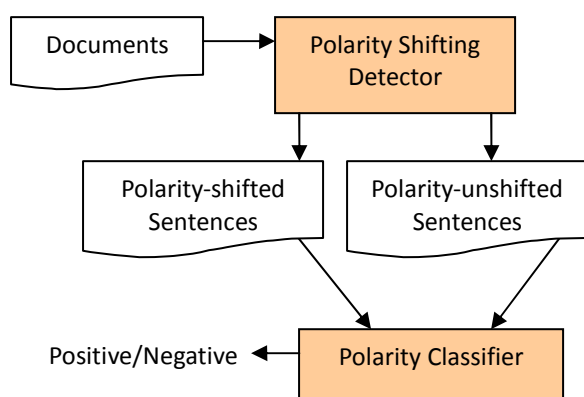 Documents
Polarity Shifting
Detector
Polarity-shifted
Sentences
Polarity-unshifted
Sentences
Positive/Negative
Polarity Classifier